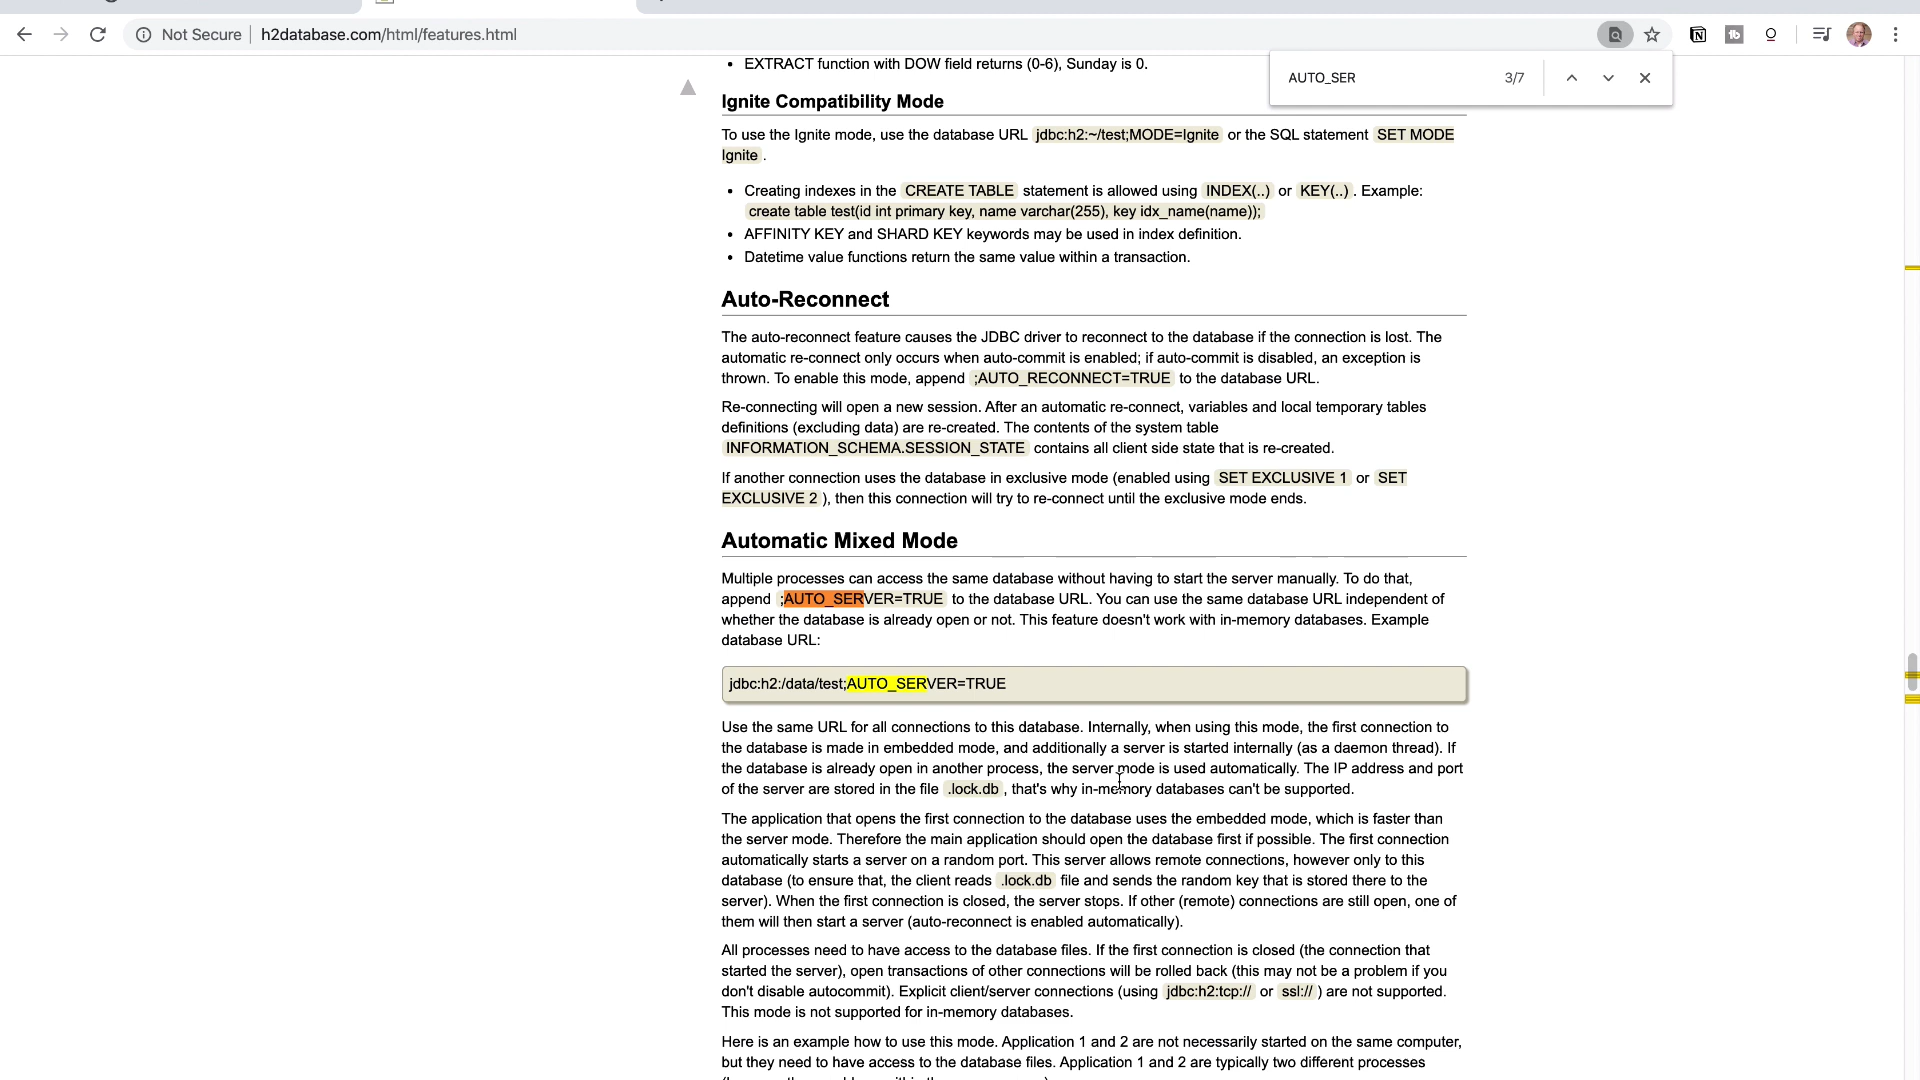 Not Secure
h2database.com/html/features.html
AUTO_SER
3/7
• EXTRACT function with DOW field returns (0-6), Sunday is 0.
Ignite Compatibility Mode
To use the Ignite mode, use the database URL jdbc:h2:~/test;MODE=Ignite or the SQL statement SET MODE
Ignite .
• Creating indexes in the CREATE TABLE statement is allowed using INDEX(..) or KEY(..) . Example:
create table test(id int primary key, name varchar(255), key idx_name(name));
• AFFINITY KEY and SHARD KEY keywords may be used in index definition.
• Datetime value functions return the same value within a transaction.
Auto-Reconnect
The auto-reconnect feature causes the JDBC driver to reconnect to the database if the connection is lost. The
automatic re-connect only occurs when auto-commit is enabled; if auto-commit is disabled, an exception is
thrown. To enable this mode, append ;AUTO_RECONNECT=TRUE to the database URL.
Re-connecting will open a new session. After an automatic re-connect, variables and local temporary tables
definitions (excluding data) are re-created. The contents of the system table
INFORMATION_SCHEMA.SESSION_STATE contains all client side state that is re-created.
If another connection uses the database in exclusive mode (enabled using SET EXCLUSIVE 1 or SET
EXCLUSIVE 2 ), then this connection will try to re-connect until the exclusive mode ends.
Automatic Mixed Mode
Multiple processes can access the same database without having to start the server manually. To do that,
append ;AUTO_SERVER=TRUE to the database URL. You can use the same database URL independent of
whether the database is already open or not. This feature doesn't work with in-memory databases. Example
database URL:
jdbc:h2:/data/test;AUTO_SERVER=TRUE
Use the same URL for all connections to this database. Internally, when using this mode, the first connection to
the database is made in embedded mode, and additionally a server is started internally (as a daemon thread). If
the database is already open in another process, the server mode is used automatically. The IP address and port
of the server are stored in the file .lock.db , that's why in-memory databases can't be supported.
The application that opens the first connection to the database uses the embedded mode, which is faster than
the server mode. Therefore the main application should open the database first if possible. The first connection
automatically starts a server on a random port. This server allows remote connections, however only to this
database (to ensure that, the client reads .lock.db file and sends the random key that is stored there to the
server). When the first connection is closed, the server stops. If other (remote) connections are still open, one of
them will then start a server (auto-reconnect is enabled automatically).
All processes need to have access to the database files. If the first connection is closed (the connection that
started the server), open transactions of other connections will be rolled back (this may not be a problem if you
don't disable autocommit). Explicit client/server connections (using jdbc:h2:tcp:// or ssl:// ) are not supported.
This mode is not supported for in-memory databases.
Here is an example how to use this mode. Application 1 and 2 are not necessarily started on the same computer,
but they need to have access to the database files. Application 1 and 2 are typically two different processes